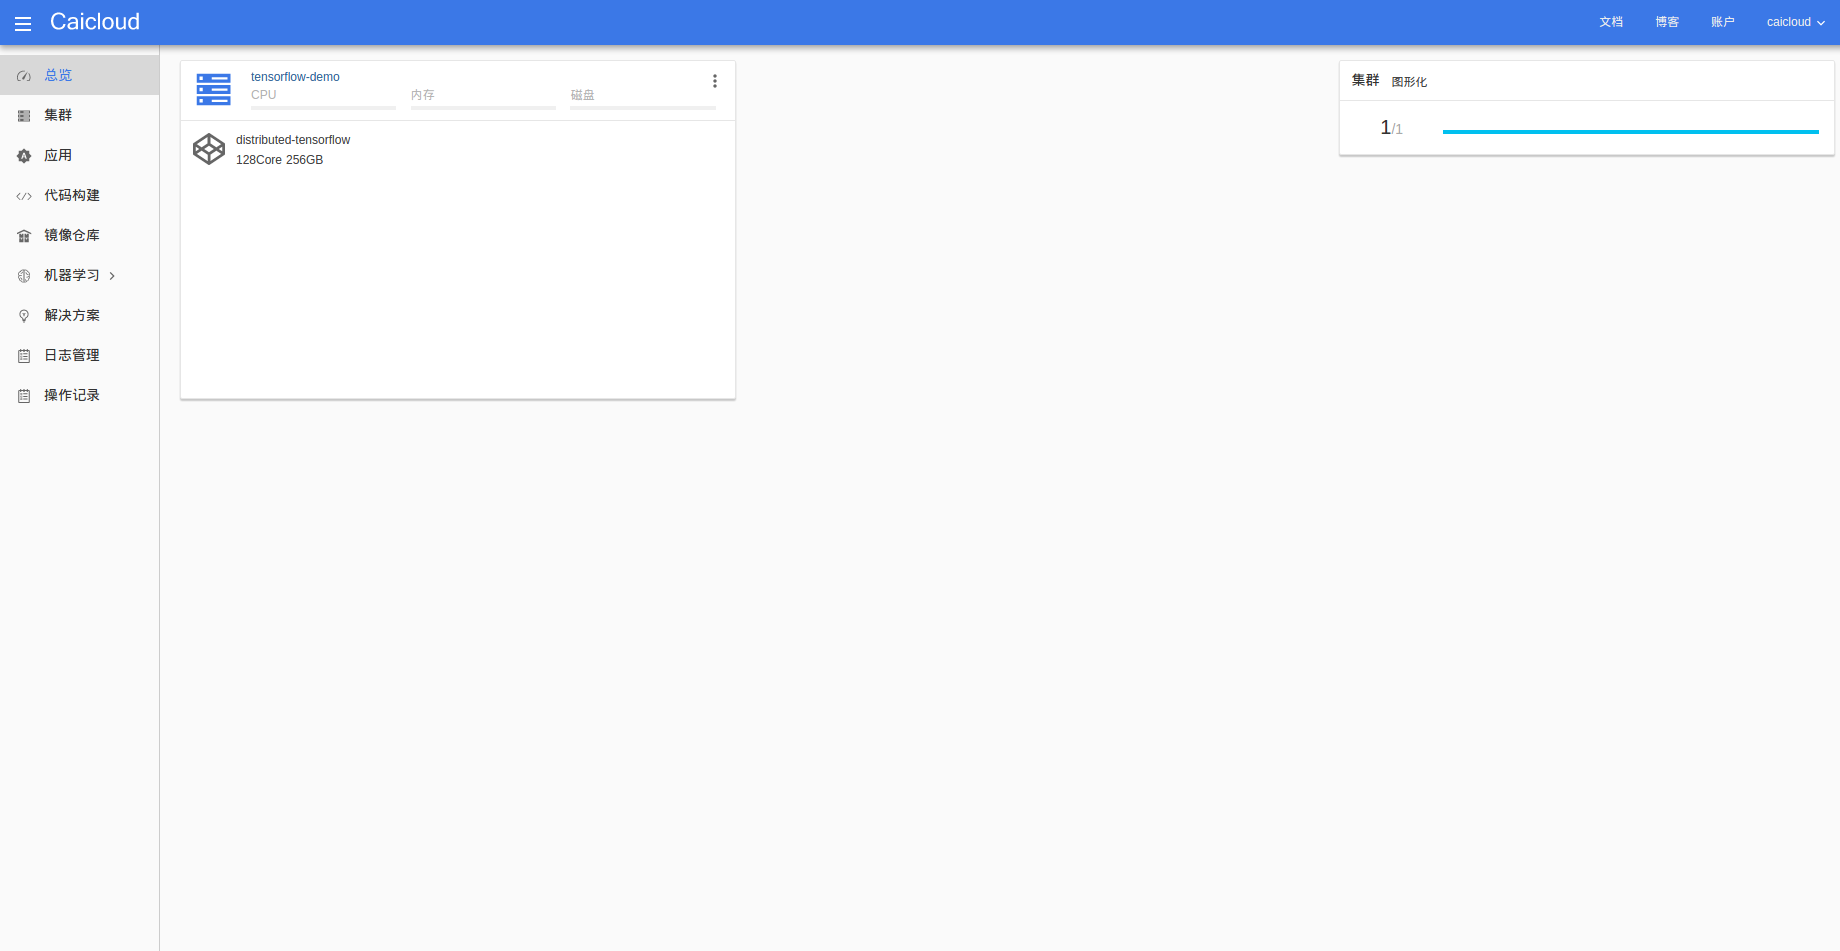 Caicloud
文档 博客 账户 caicloud
总览
集群
应用
代码构建
镜像仓库
机器学习
解决方案
日志管理
操作记录
tensorflow-demo
CPU 内存 磁盘
distributed-tensorflow
128Core 256GB
集群 图形化
1/1